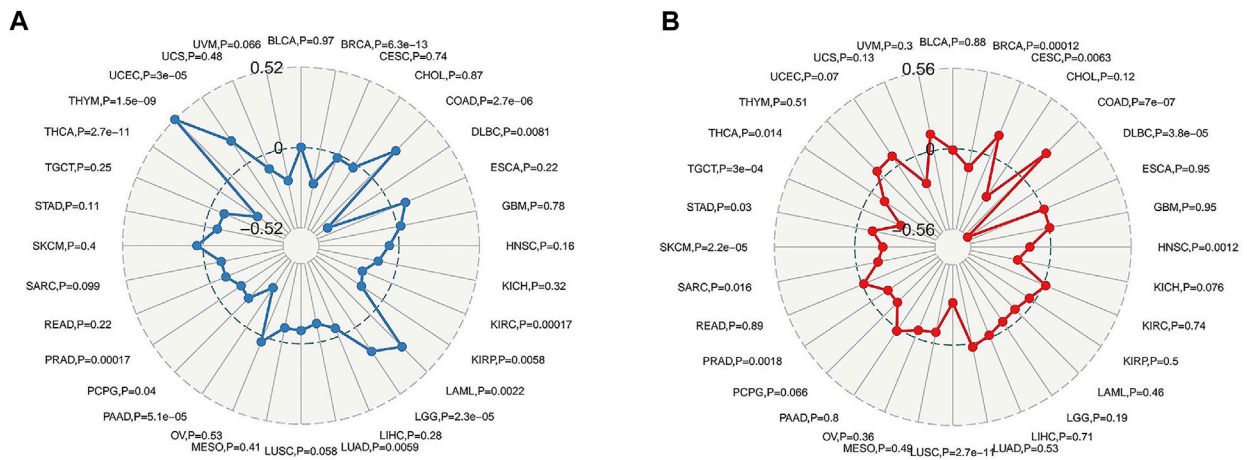 A
BLCA,P=0.97
BRCA,P=6.3e-13
CESC,P=0.74
CHOL,P=0.87
COAD,P=2.7e-06
DLBC,P=0.0081
ESCA,P=0.22
GBM,P=0.78
HNSC,P=0.16
KICH,P=0.32
KIRC,P=0.00017
KIRP,P=0.0058
LAML,P=0.0022
LGG,P=2.3e-05
LIHC,P=0.28
LUAD,P=0.0059
LUSC,P=0.058
MESO,P=0.41
OV,P=0.53
PAAD,P=5.1e-05
PCPG,P=0.04
PRAD,P=0.00017
READ,P=0.22
SARC,P=0.099
SKCM,P=0.4
STAD,P=0.11
TGCT,P=0.25
THCA,P=2.7e-11
THYM,P=1.5e-09
UCEC,P=3e-05
UCS,P=0.48
UVM,P=0.066
0.52
0
−0.52
B
BLCA,P=0.88
BRCA,P=0.00012
CESC,P=0.0063
CHOL,P=0.12
COAD,P=7e-07
DLBC,P=3.8e-05
ESCA,P=0.95
GBM,P=0.95
HNSC,P=0.0012
KICH,P=0.076
KIRC,P=0.74
KIRP,P=0.5
LAML,P=0.46
LGG,P=0.19
LIHC,P=0.71
LUAD,P=0.53
LUSC,P=2.7e-11
MESO,P=0.49
OV,P=0.36
PAAD,P=0.8
PCPG,P=0.066
PRAD,P=0.0018
READ,P=0.89
SARC,P=0.016
SKCM,P=2.2e-05
STAD,P=0.03
TGCT,P=3e-04
THCA,P=0.014
THYM,P=0.51
UCEC,P=0.07
UCS,P=0.13
UVM,P=0.3
0.56
0
−0.56